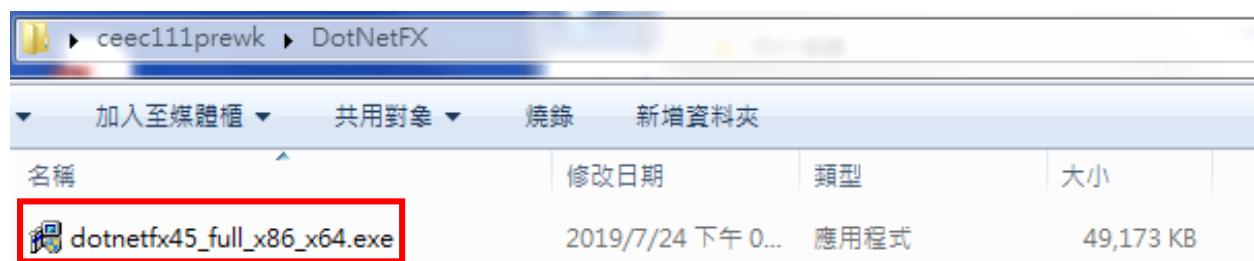 ceec111prewk ▸ DotNetFX
加入至媒體櫃 ▼ 共用對象 ▼ 燒錄 新增資料夾
名稱 修改日期 類型 大小
dotnetfx45_full_x86_x64.exe 2019/7/24 下午 0... 應用程式 49,173 KB